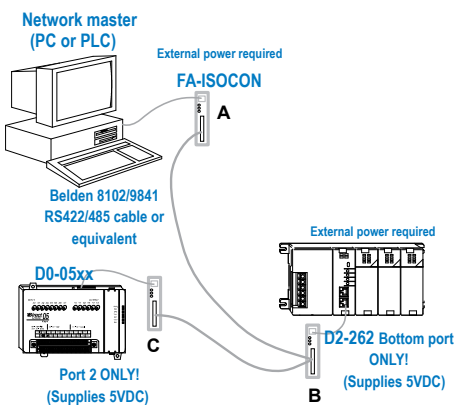 Network master
(PC or PLC)
External power required
FA-ISOCON
A
Belden 8102/9841
RS422/485 cable or
equivalent
External power required
D0-05xx
C
D2-262 Bottom port
ONLY!
(Supplies 5VDC)
B
Port 2 ONLY!
(Supplies 5VDC)